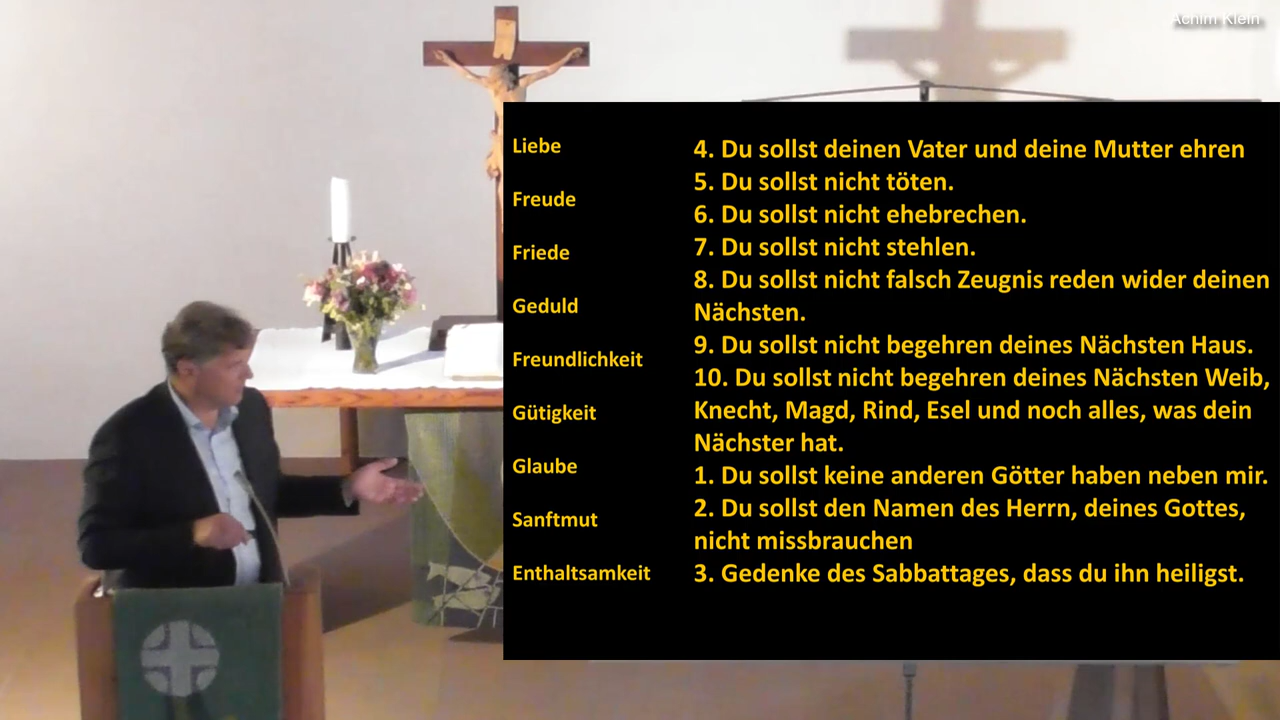 Achim Klein
Liebe
Freude
Friede
Geduld
Freundlichkeit
Gütigkeit
Glaube
Sanftmut
Enthaltsamkeit
4. Du sollst deinen Vater und deine Mutter ehren
5. Du sollst nicht töten.
6. Du sollst nicht ehebrechen.
7. Du sollst nicht stehlen.
8. Du sollst nicht falsch Zeugnis reden wider deinen
Nächsten.
9. Du sollst nicht begehren deines Nächsten Haus.
10. Du sollst nicht begehren deines Nächsten Weib,
Knecht, Magd, Rind, Esel und noch alles, was dein
Nächster hat.
1. Du sollst keine anderen Götter haben neben mir.
2. Du sollst den Namen des Herrn, deines Gottes,
nicht missbrauchen
3. Gedenke des Sabbattages, dass du ihn heiligst.